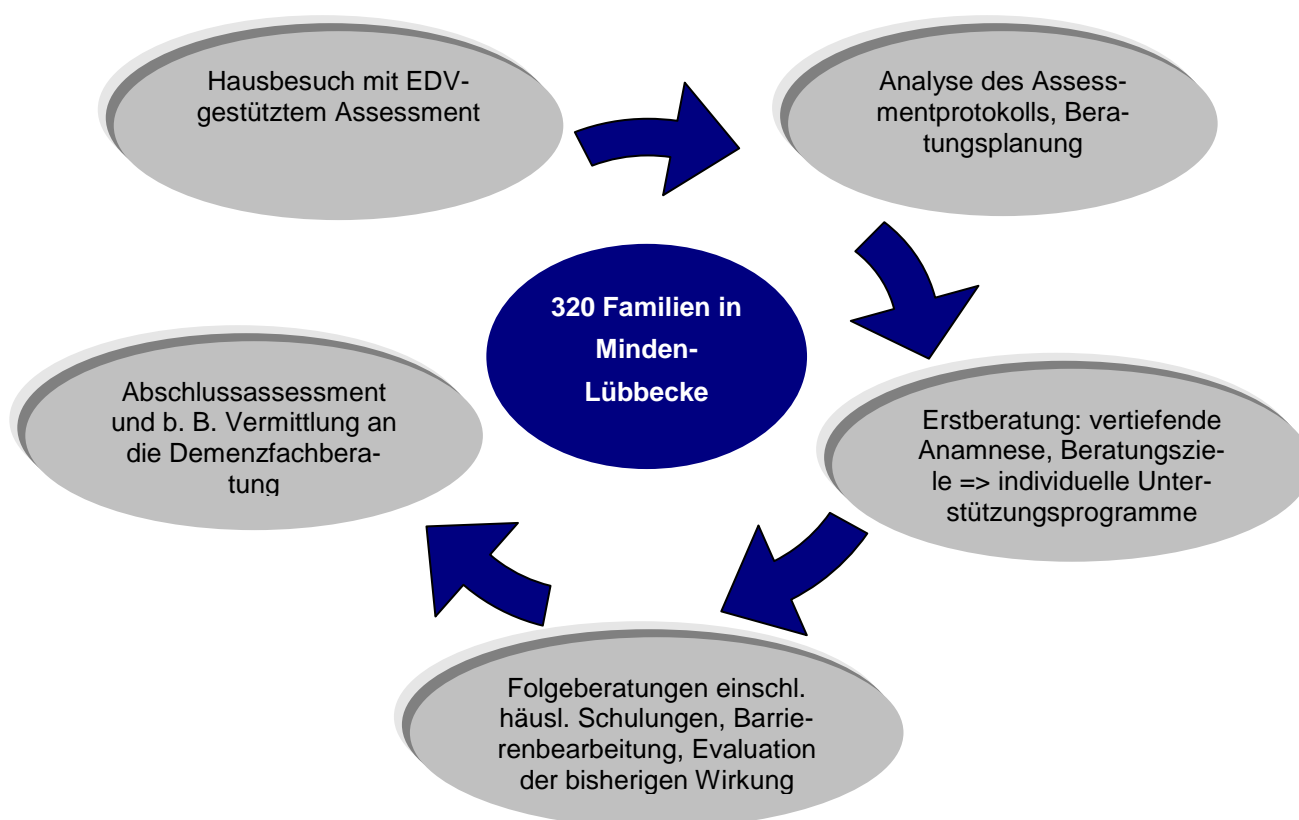 Hausbesuch mit EDV-
gestütztem Assessment
Analyse des Assess-
mentprotokolls, Bera-
tungsplanung
320 Familien in
Minden-
Lübbecke
Erstberatung: vertiefende
Anamnese, Beratungszie-
le => individuelle Unter-
stützungsprogramme
Folgeberatungen einschl.
häusl. Schulungen, Barrie-
renbearbeitung, Evaluation
der bisherigen Wirkung
Abschlussassessment
und b. B. Vermittlung an
die Demenzfachbera-
tung